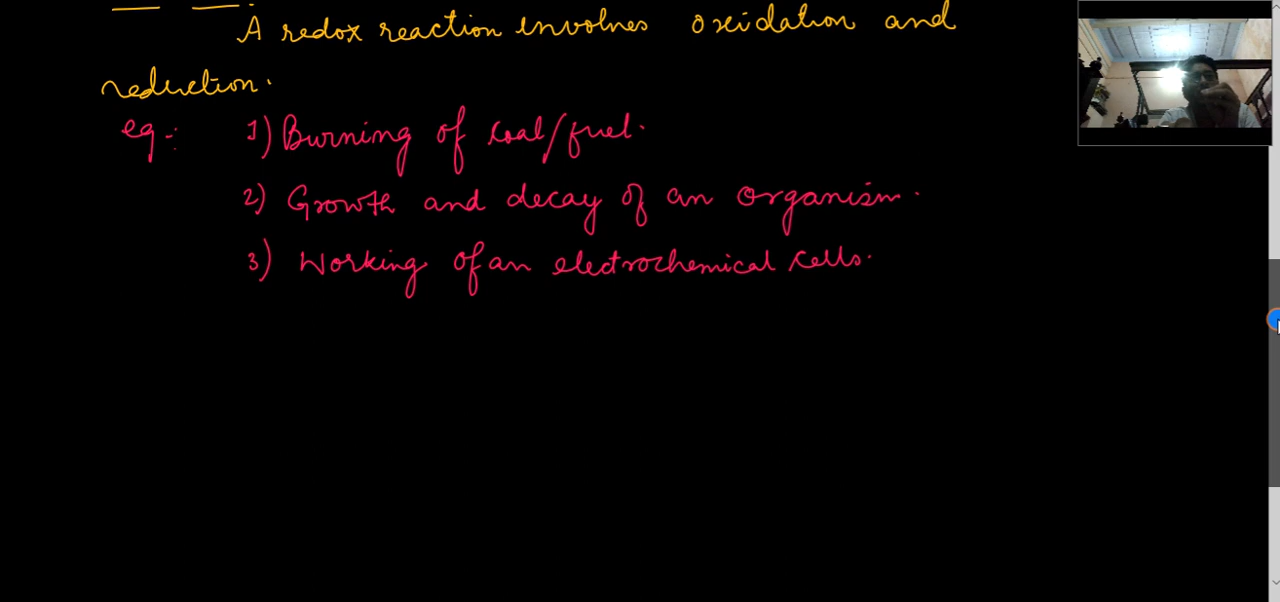 A redox reaction involves oxidation and
reduction.
eg:- 1) Burning of coal/fuel.
2) Growth and decay of an organism.
3) Working of an electrochemical cells.